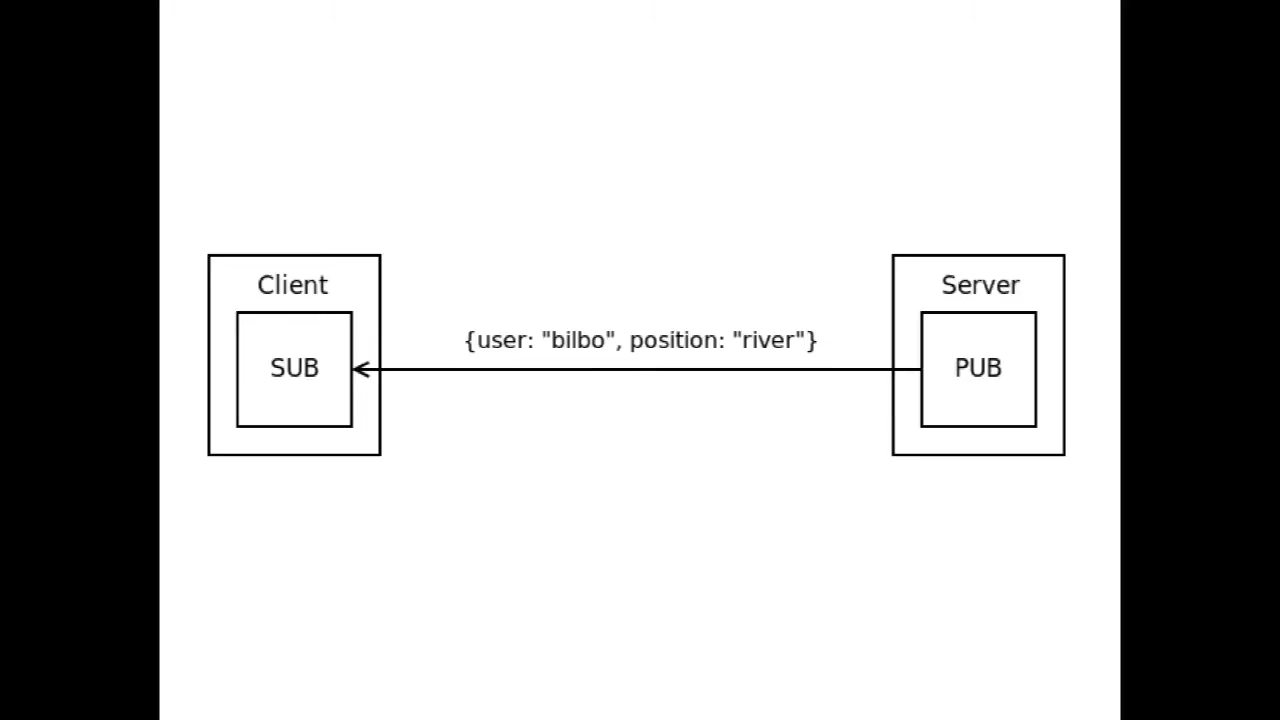 Client
Server
{user: "bilbo", position: "river"}
SUB
PUB